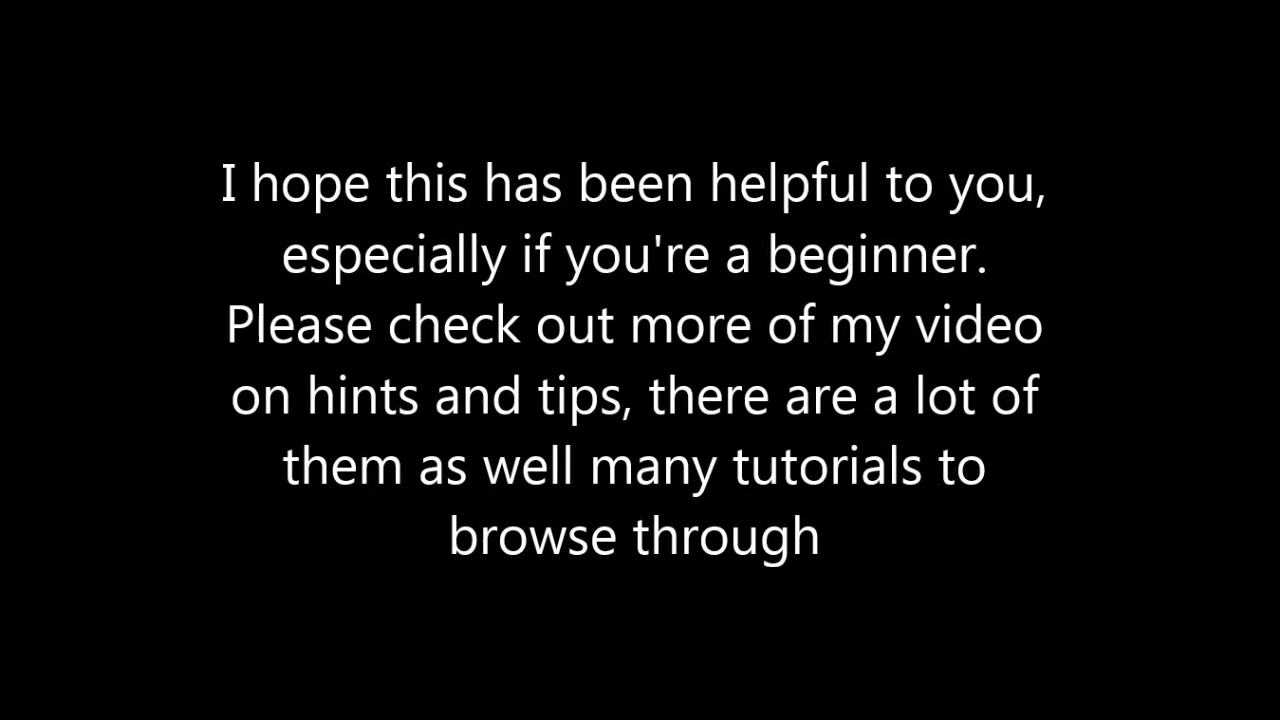 I hope this has been helpful to you,
especially if you're a beginner.
Please check out more of my video
on hints and tips, there are a lot of
them as well many tutorials to
browse through